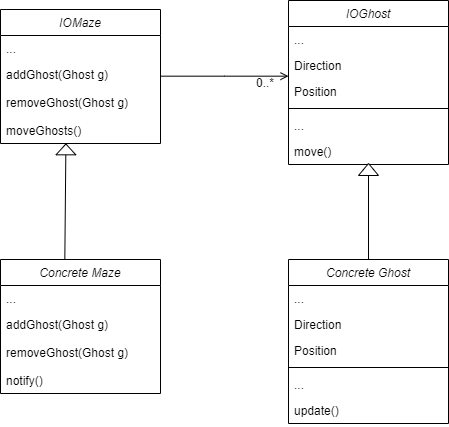 IOMaze
...
addGhost(Ghost g)
removeGhost(Ghost g)
moveGhosts()
0..*
IOGhost
...
Direction
Position
...
move()
Concrete Maze
...
addGhost(Ghost g)
removeGhost(Ghost g)
notify()
Concrete Ghost
...
Direction
Position
...
update()